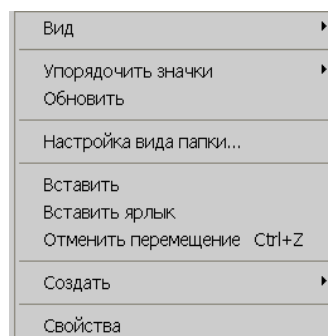 Вид
Упорядочить значки
Обновить
Настройка вида папки...
Вставить
Вставить ярлык
Отменить перемещение Ctrl+Z
Создать
Свойства